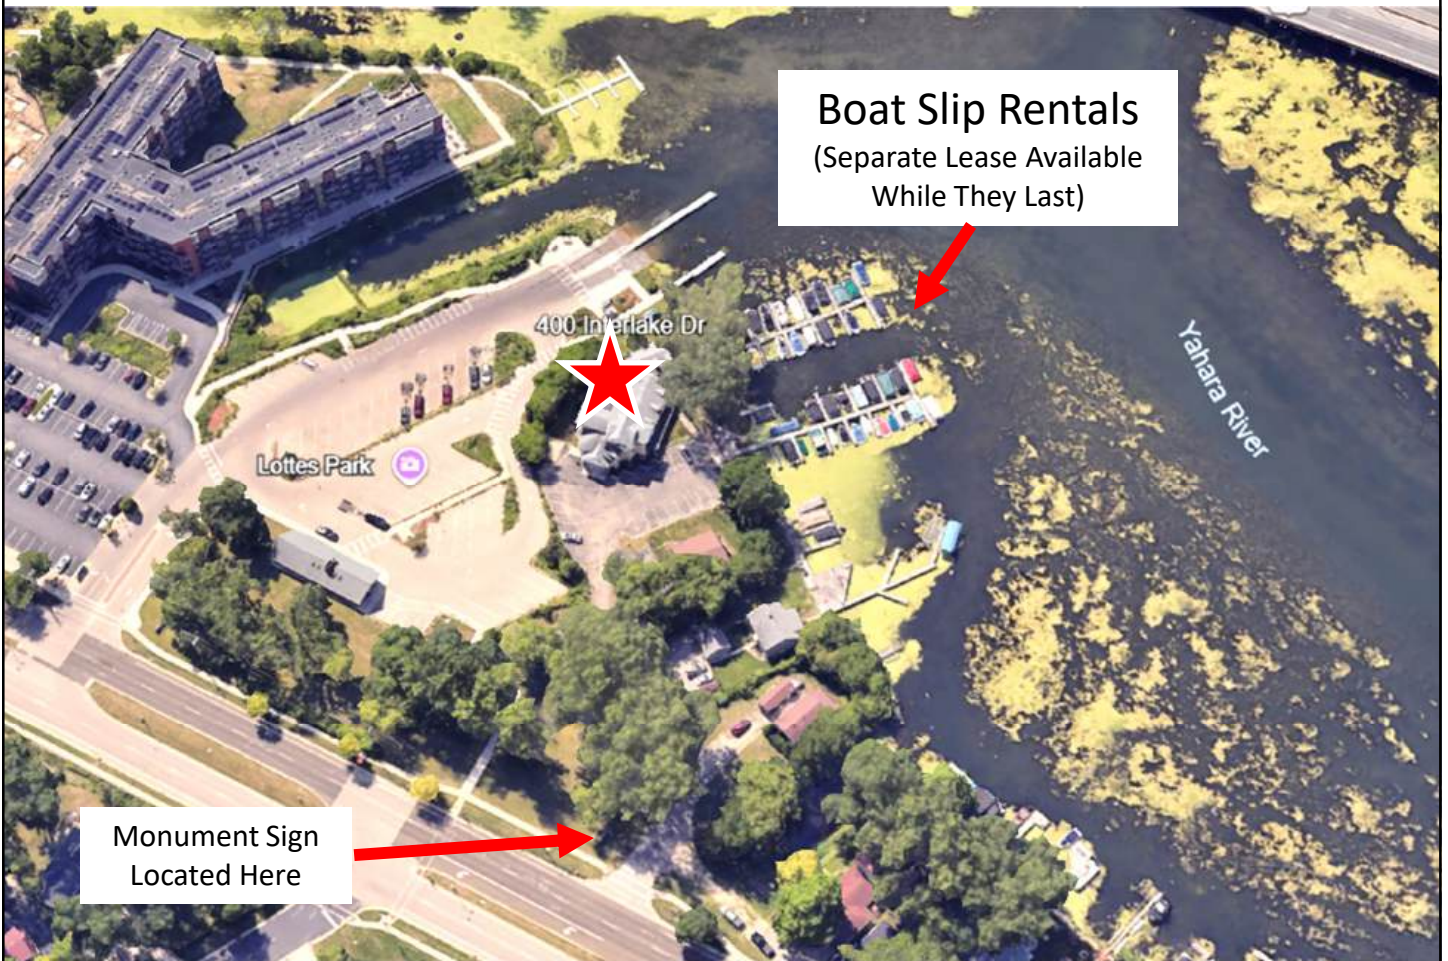 Boat Slip Rentals
(Separate Lease Available
While They Last)
400 Interlake Dr
Yahara River
Lottes Park
Monument Sign
Located Here